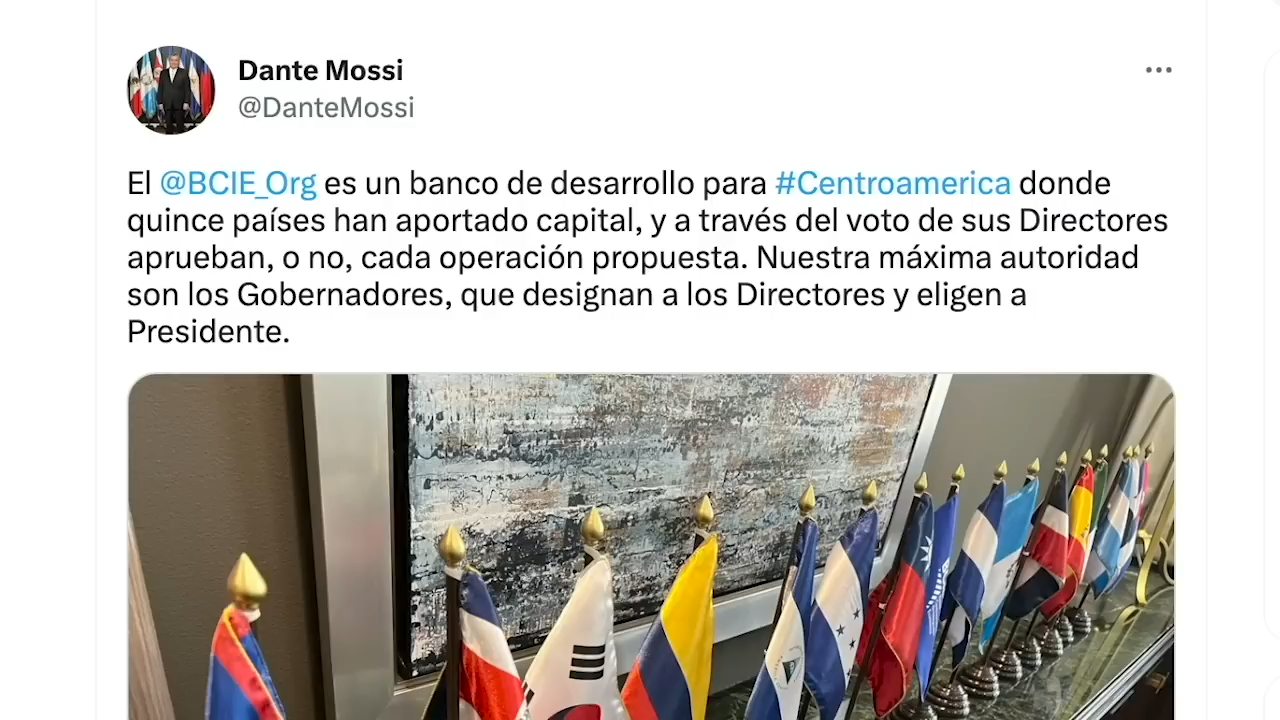 Dante Mossi
@DanteMossi
El @BCIE_Org es un banco de desarrollo para #Centroamerica donde
quince países han aportado capital, y a través del voto de sus Directores
aprueban, o no, cada operación propuesta. Nuestra máxima autoridad
son los Gobernadores, que designan a los Directores y eligen a
Presidente.